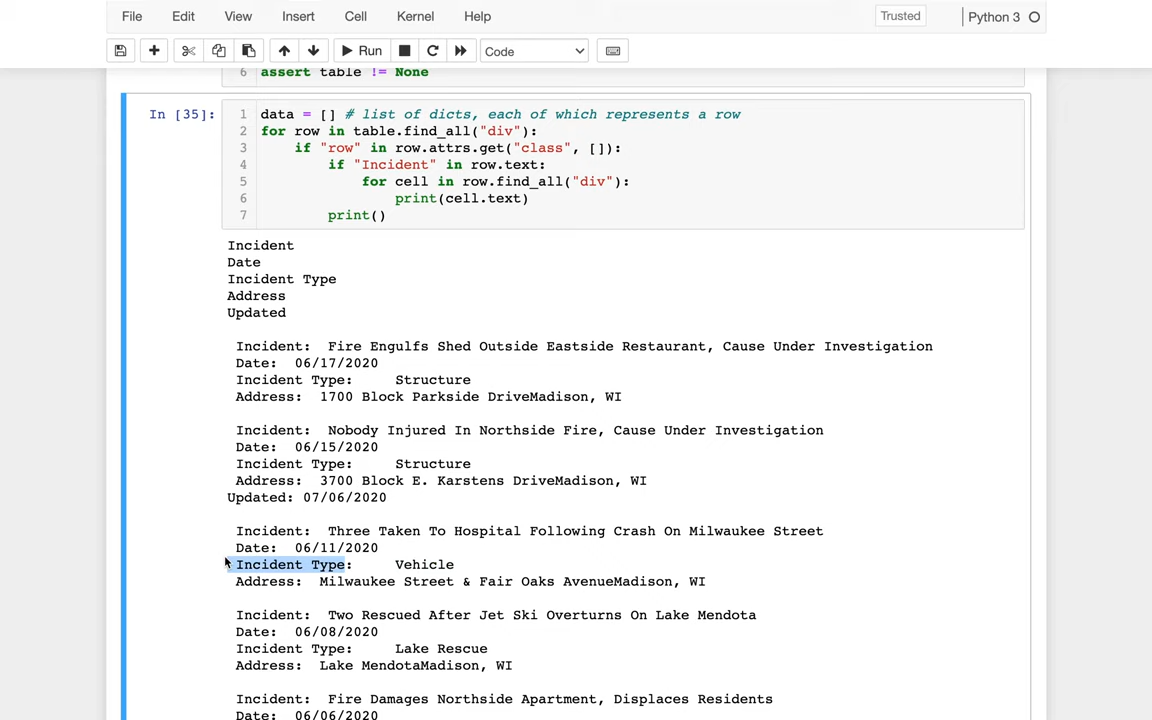 File Edit View Insert Cell Kernel Help Trusted Python 3
Run Code
6 assert table != None
In [35]:
1 data = [] # list of dicts, each of which represents a row
2 for row in table.find_all("div"):
3 if "row" in row.attrs.get("class", []):
4 if "Incident" in row.text:
5 for cell in row.find_all("div"):
6 print(cell.text)
7 print()
Incident
Date
Incident Type
Address
Updated
Incident: Fire Engulfs Shed Outside Eastside Restaurant, Cause Under Investigation
Date: 06/17/2020
Incident Type: Structure
Address: 1700 Block Parkside DriveMadison, WI
Incident: Nobody Injured In Northside Fire, Cause Under Investigation
Date: 06/15/2020
Incident Type: Structure
Address: 3700 Block E. Karstens DriveMadison, WI
Updated: 07/06/2020
Incident: Three Taken To Hospital Following Crash On Milwaukee Street
Date: 06/11/2020
Incident Type: Vehicle
Address: Milwaukee Street & Fair Oaks AvenueMadison, WI
Incident: Two Rescued After Jet Ski Overturns On Lake Mendota
Date: 06/08/2020
Incident Type: Lake Rescue
Address: Lake MendotaMadison, WI
Incident: Fire Damages Northside Apartment, Displaces Residents
Date: 06/06/2020